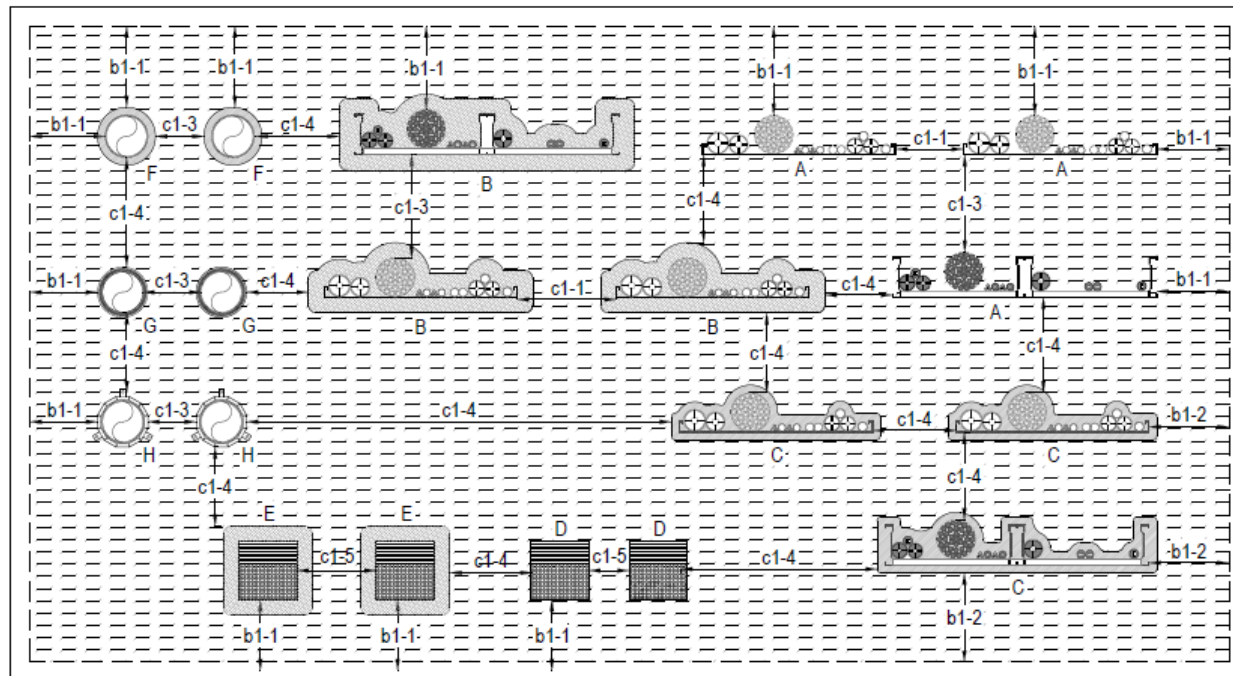 b1-1 b1-1 b1-1 b1-1 b1-1
b1-1 c1-3 c1-4 c1-1 b1-1
F F B A A
c1-4 c1-3 c1-4 c1-3
b1-1 c1-3 c1-4 c1-1 c1-4 b1-1
G G B B A
c1-4 c1-4 c1-4
b1-1 c1-3 c1-4 c1-4 b1-2
H H C C
c1-4 c1-4
E E D D
c1-5 c1-4 c1-5 c1-4 b1-2
C
b1-1 b1-1 b1-1 b1-2